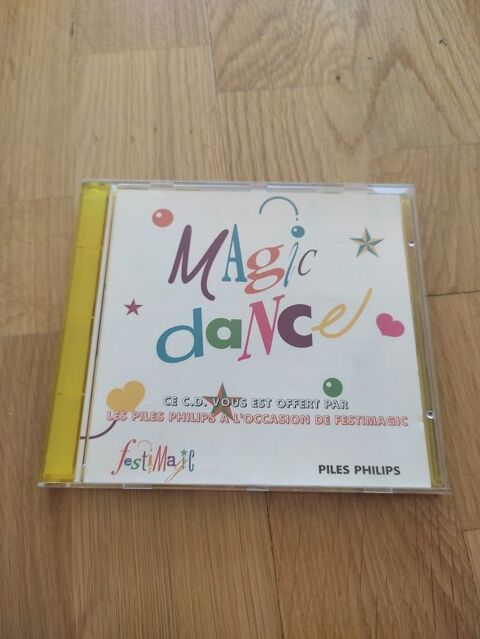 MAgic
daNce
CE C.D. VOUS EST OFFERT PAR
LES PILES PHILIPS A L'OCCASION DE FESTIMAGIC
festiMagiC
PILES PHILIPS